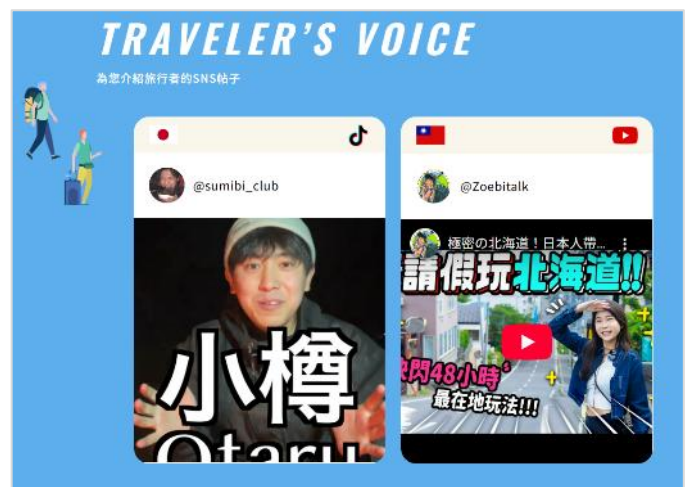 TRAVELER'S VOICE
為您介紹旅行者的SNS帖子
@sumibi_club
小樽
Otaru
@Zoebitalk
極密の北海道！日本人帶...
請假玩北海道!!
快閃48小時
最在地玩法!!!